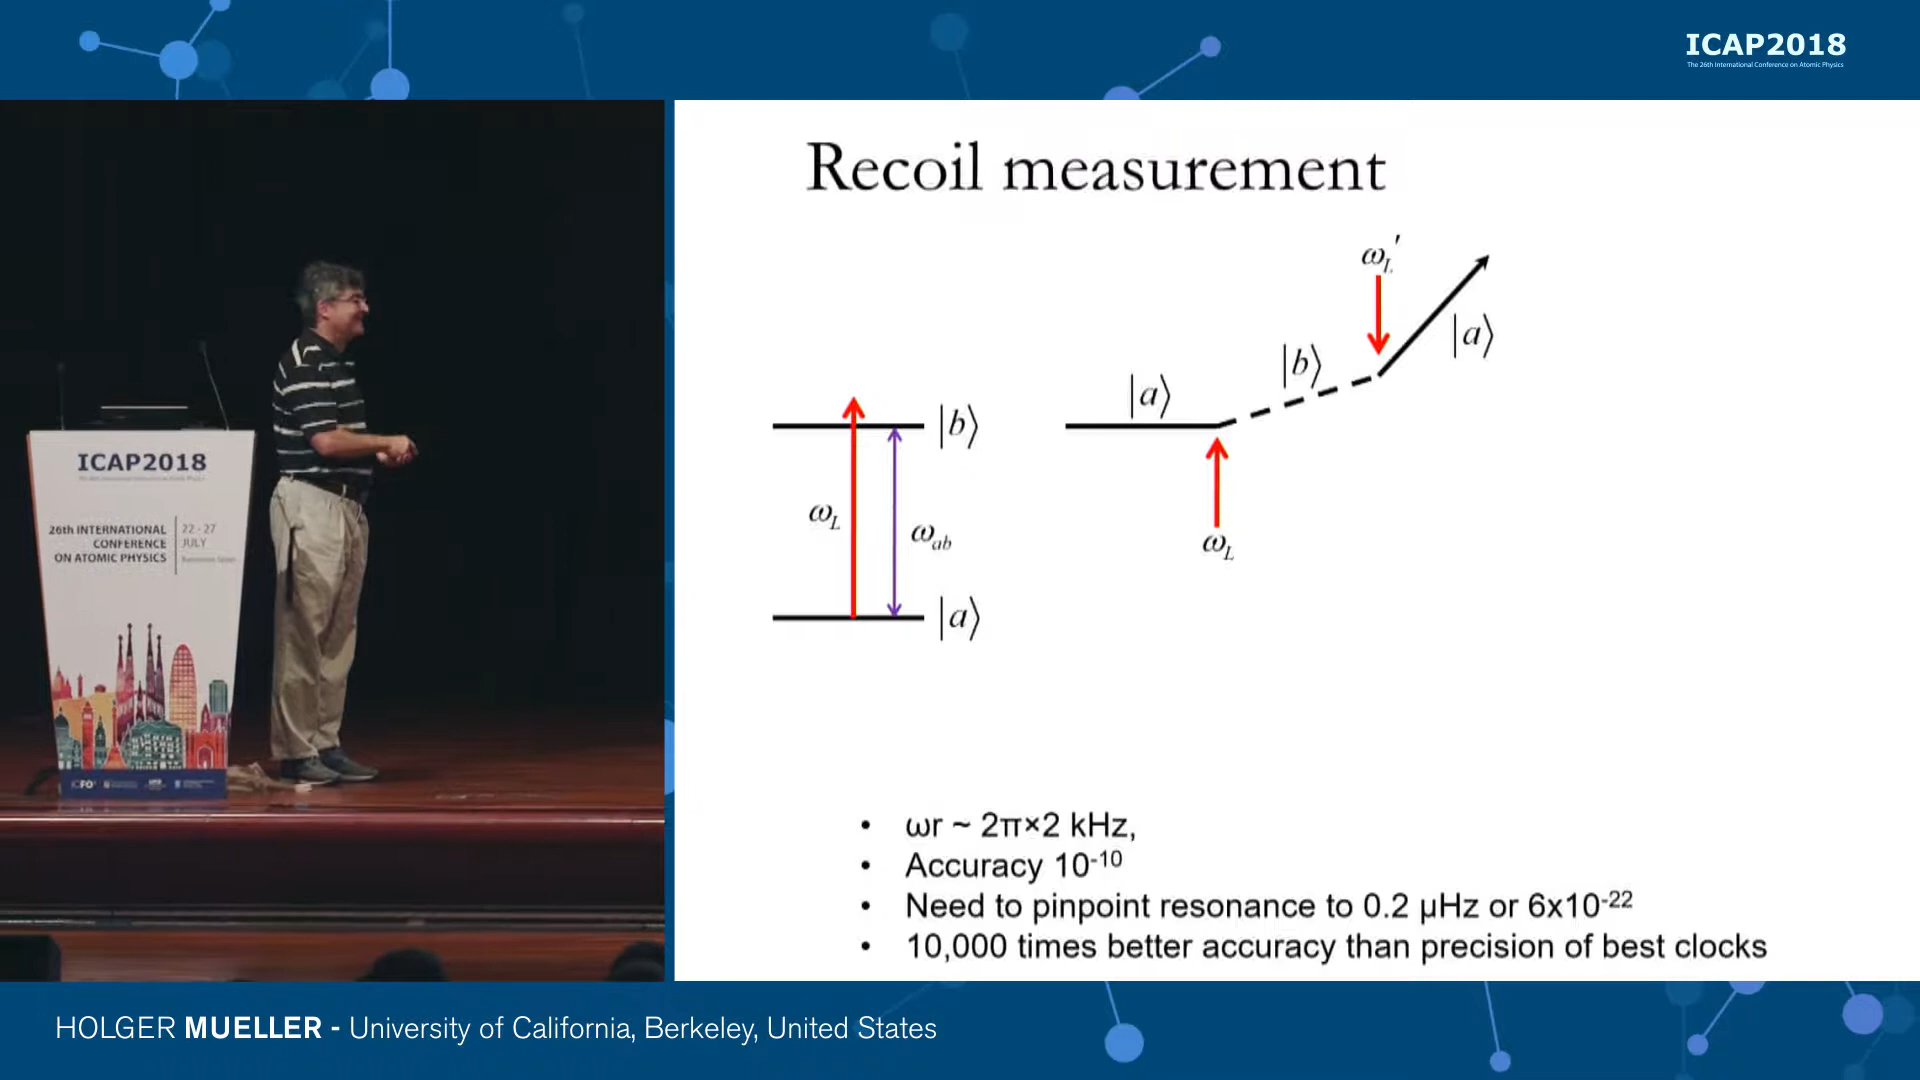 ICAP2018
The 26th International Conference on Atomic Physics
Recoil measurement
ω_L'
|a⟩
|b⟩
|a⟩
|b⟩
ω_L
ω_ab
ω_L
|a⟩
ICAP2018
26th INTERNATIONAL
CONFERENCE
ON ATOMIC PHYSICS
22 - 27
JULY
ICFO
• ωr ~ 2π×2 kHz,
• Accuracy 10⁻¹⁰
• Need to pinpoint resonance to 0.2 μHz or 6x10⁻²²
• 10,000 times better accuracy than precision of best clocks
HOLGER MUELLER - University of California, Berkeley, United States